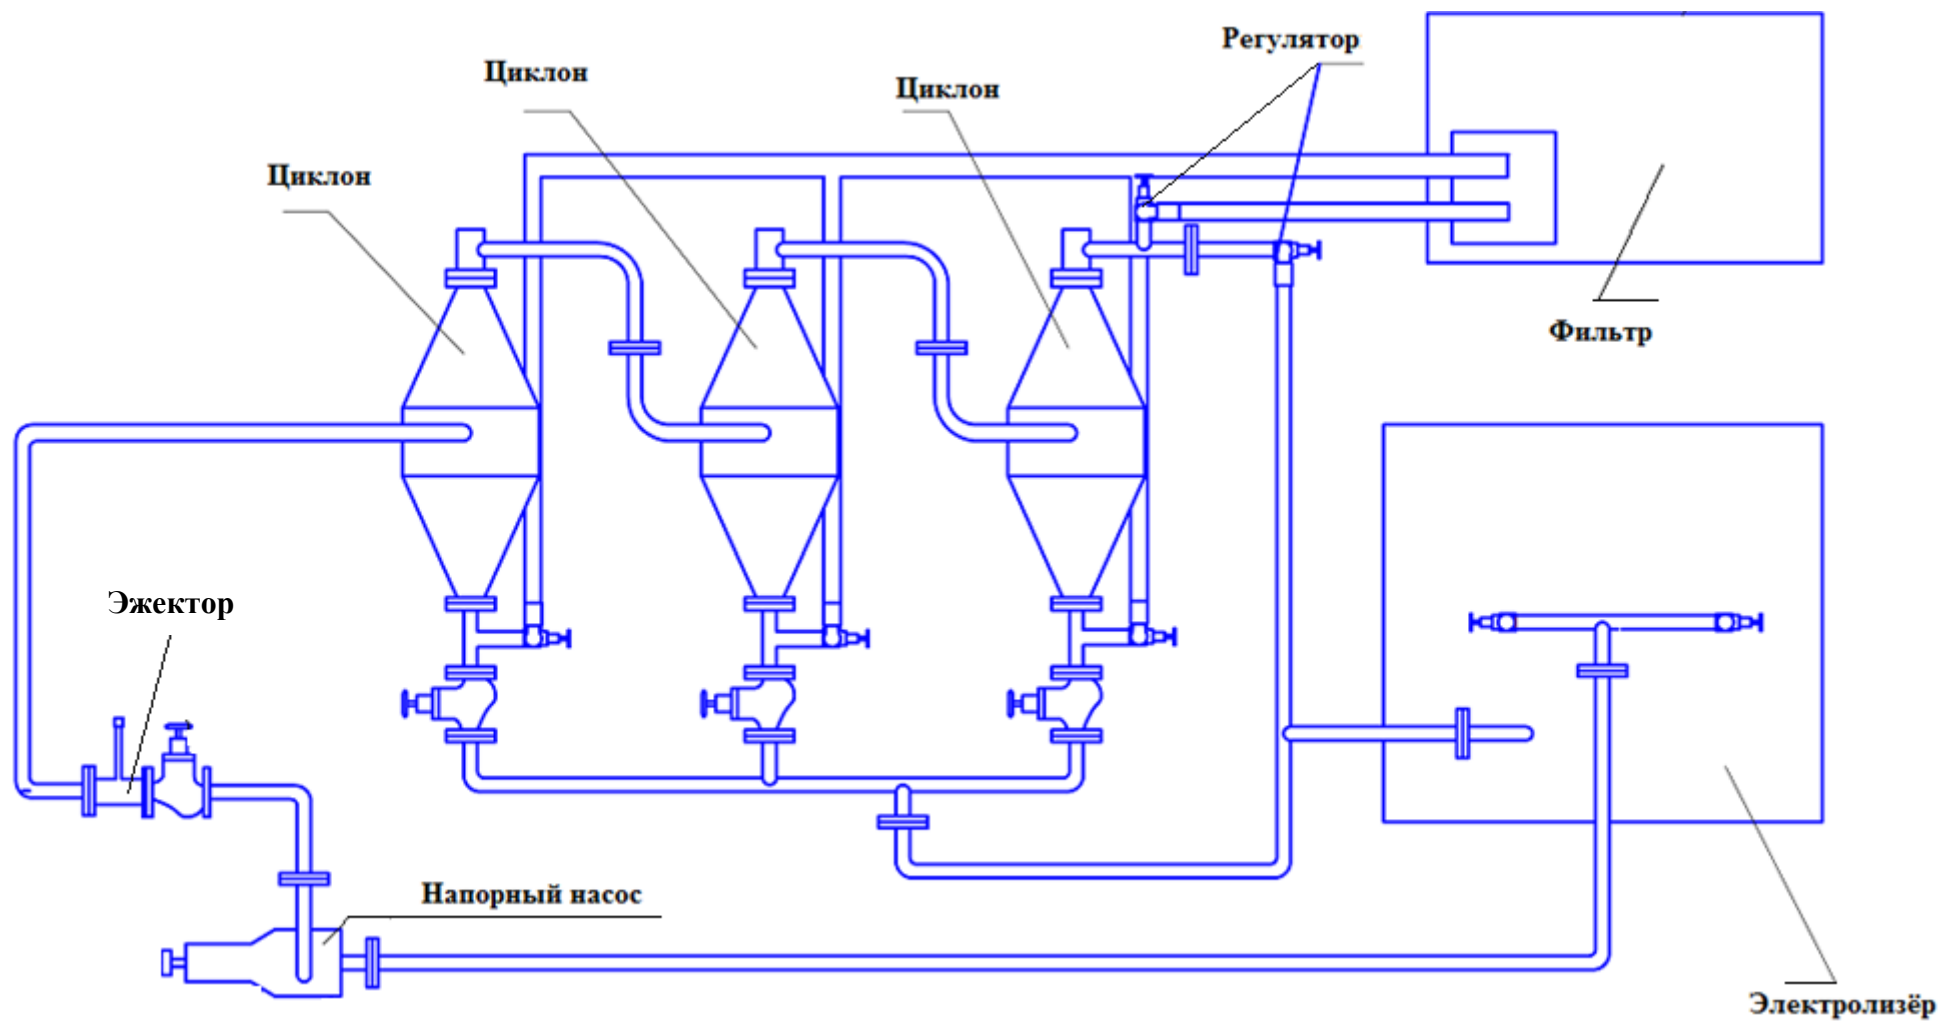 Регулятор
Циклон
Циклон
Циклон
Фильтр
Эжектор
Напорный насос
Электролизёр